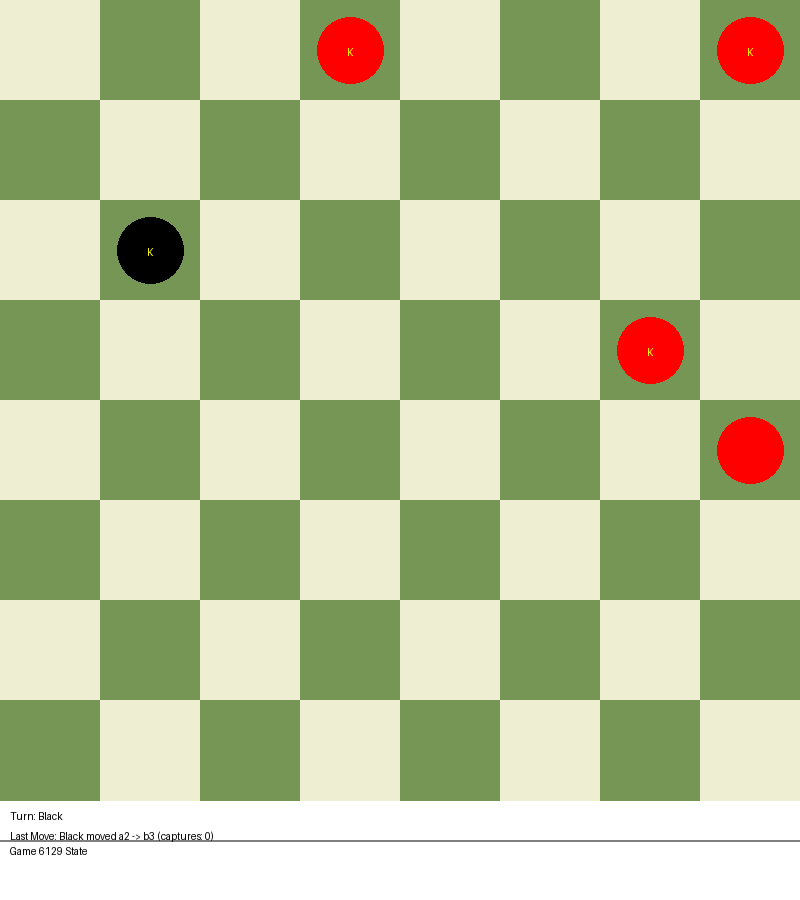 K K
K
K
Turn: Black
Last Move: Black moved a2 -> b3 (captures: 0)
Game 6129 State